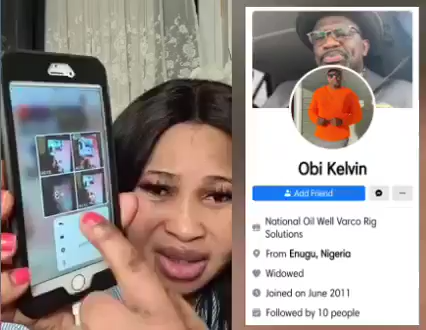 Obi Kelvin
Add Friend
National Oil Well Varco Rig
Solutions
From Enugu, Nigeria
Widowed
Joined on June 2011
Followed by 10 people